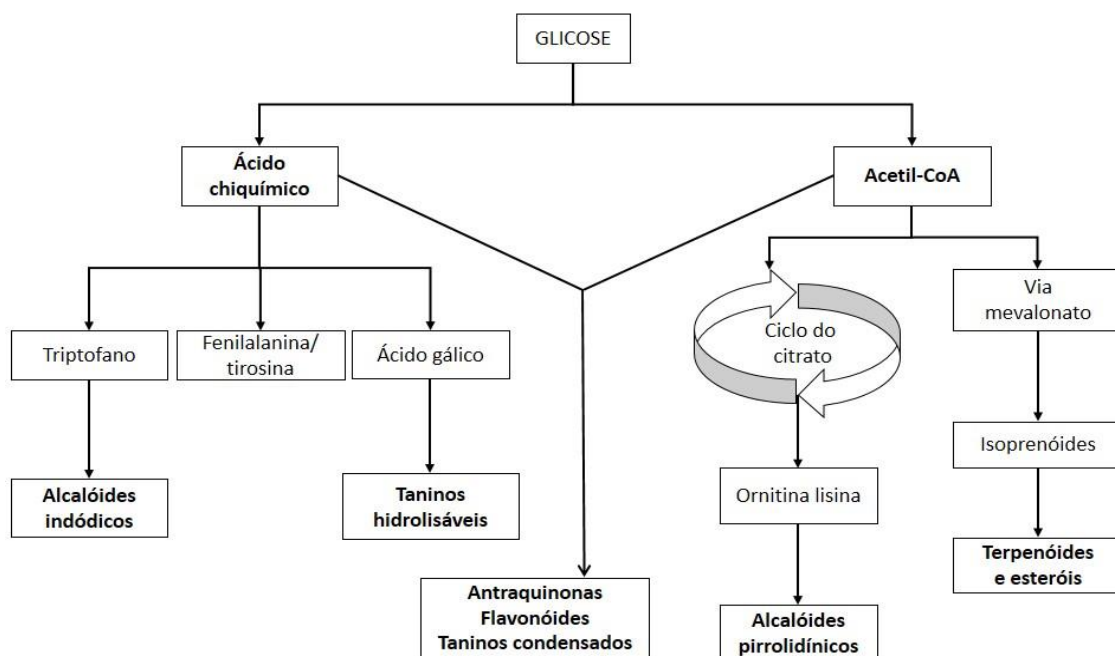 GLICOSE
Ácido
chiquímico
Acetil-CoA
Triptofano
Fenilalanina/
tirosina
Ácido gálico
Ciclo do
citrato
Via
mevalonato
Alcalóides
indódicos
Taninos
hidrolisáveis
Ornitina lisina
Isoprenóides
Antraquinonas
Flavonóides
Taninos condensados
Alcalóides
pirrolidínicos
Terpenóides
e esteróis